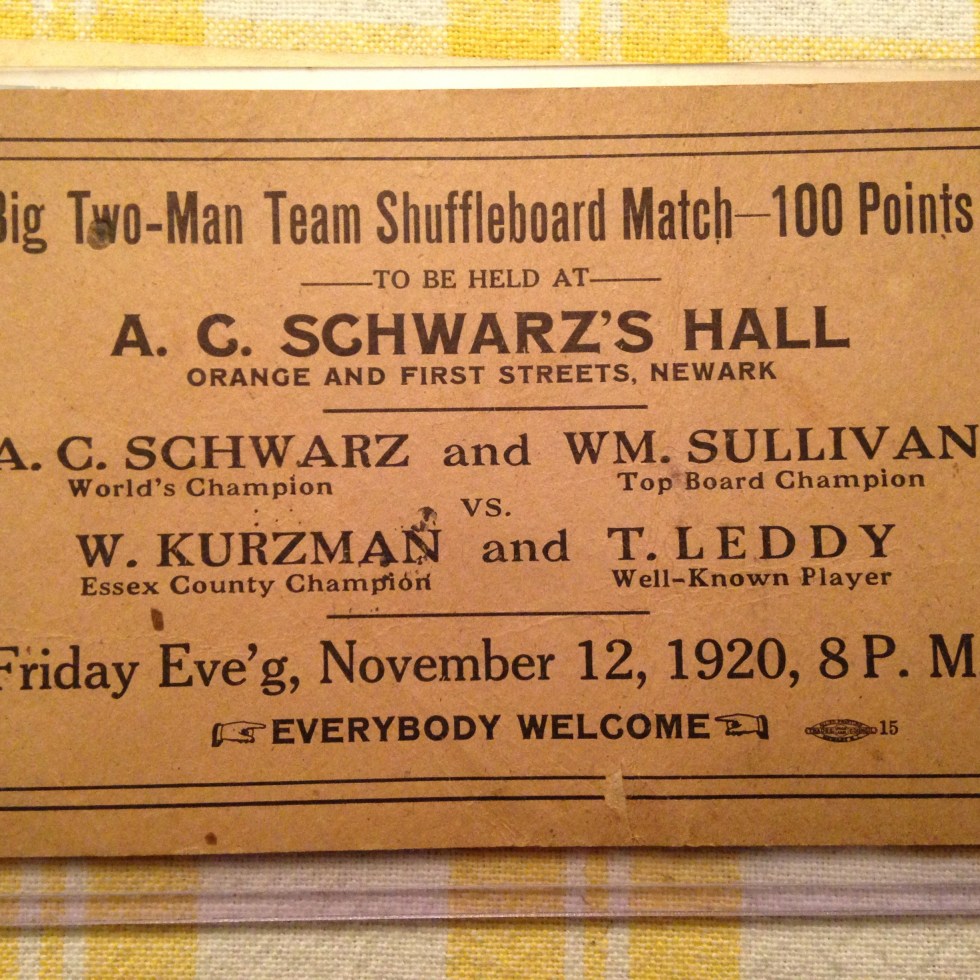 Big Two-Man Team Shuffleboard Match—100 Points
TO BE HELD AT
A. C. SCHWARZ'S HALL
ORANGE AND FIRST STREETS, NEWARK
A. C. SCHWARZ and WM. SULLIVAN
World's Champion Top Board Champion
VS.
W. KURZMAN and T. LEDDY
Essex County Champion Well-Known Player
Friday Eve'g, November 12, 1920, 8 P. M
EVERYBODY WELCOME 15